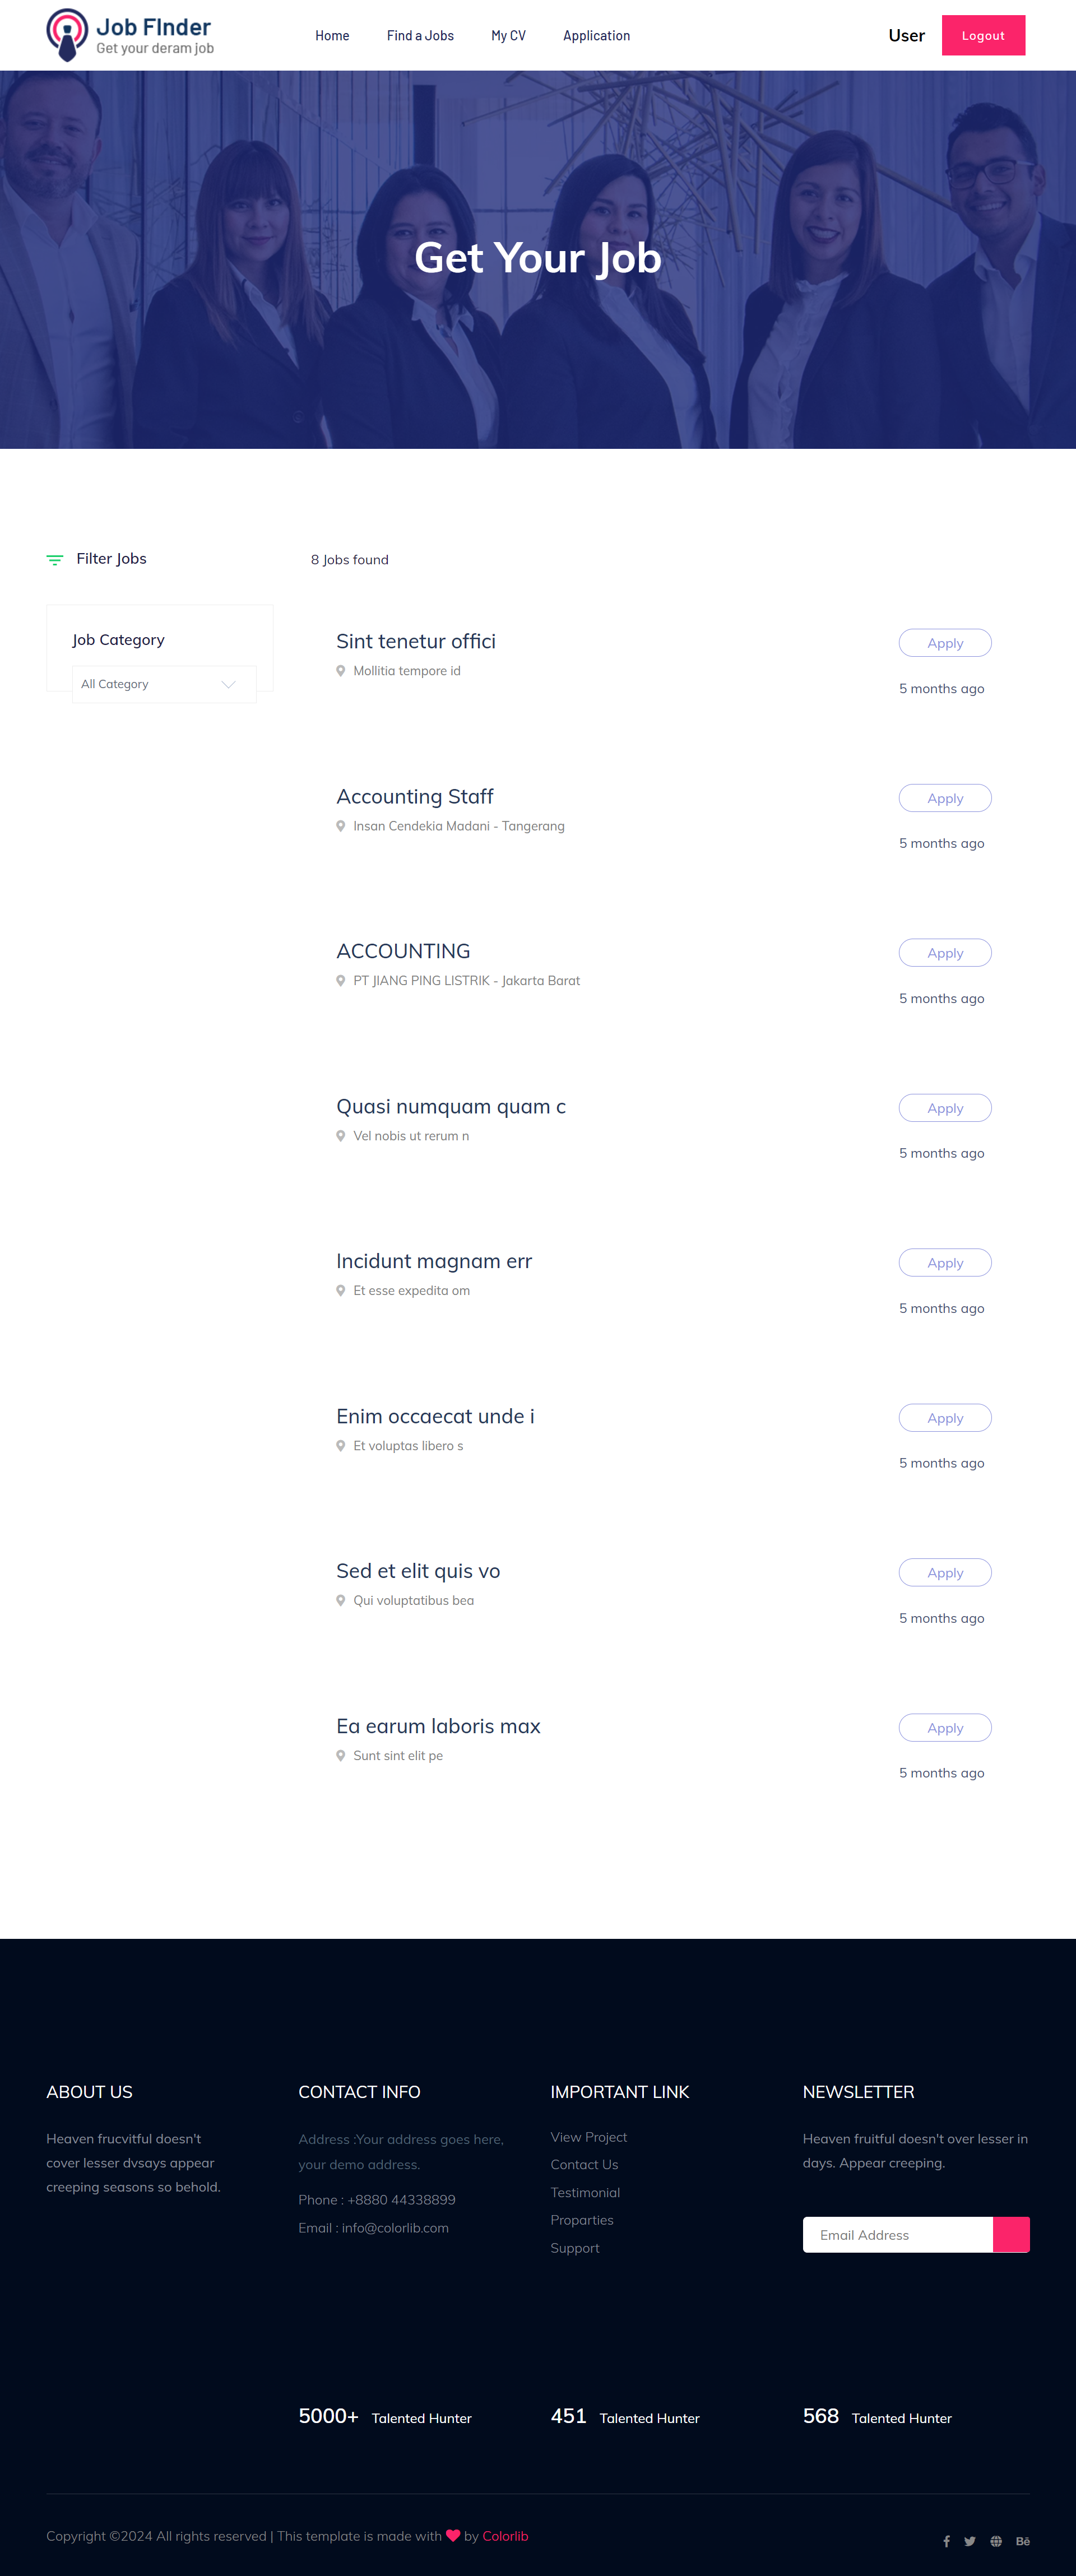 Job FInder
Get your deram job
Home
Find a Jobs
My CV
Application
User
Logout
Get Your Job
Filter Jobs
8 Jobs found
Job Category
All Category
Sint tenetur offici
Mollitia tempore id
Apply
5 months ago
Accounting Staff
Insan Cendekia Madani - Tangerang
Apply
5 months ago
ACCOUNTING
PT JIANG PING LISTRIK - Jakarta Barat
Apply
5 months ago
Quasi numquam quam c
Vel nobis ut rerum n
Apply
5 months ago
Incidunt magnam err
Et esse expedita om
Apply
5 months ago
Enim occaecat unde i
Et voluptas libero s
Apply
5 months ago
Sed et elit quis vo
Qui voluptatibus bea
Apply
5 months ago
Ea earum laboris max
Sunt sint elit pe
Apply
5 months ago
ABOUT US
Heaven frucvitful doesn't
cover lesser dvsays appear
creeping seasons so behold.
CONTACT INFO
Address :Your address goes here,
your demo address.
Phone : +8880 44338899
Email : info@colorlib.com
IMPORTANT LINK
View Project
Contact Us
Testimonial
Proparties
Support
NEWSLETTER
Heaven fruitful doesn't over lesser in
days. Appear creeping.
Email Address
5000+ Talented Hunter
451 Talented Hunter
568 Talented Hunter
Copyright ©2024 All rights reserved | This template is made with by Colorlib
Bē